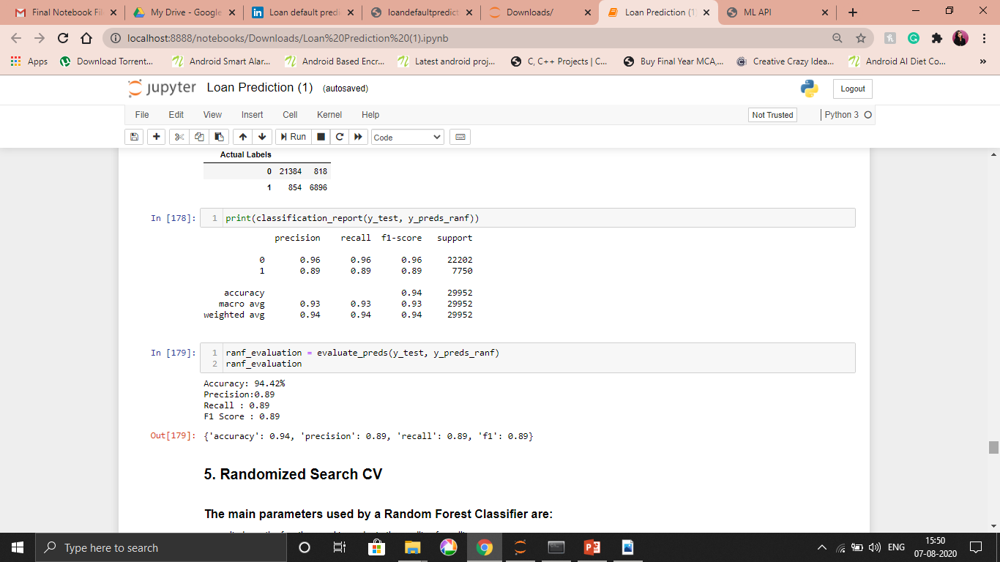 Final Notebook Fil
My Drive - Google
Loan default predi
loandefaultpredict
Downloads/
Loan Prediction (1
ML API
localhost:8888/notebooks/Downloads/Loan%20Prediction%20(1).ipynb
Apps
Download Torrent...
Android Smart Alar...
Android Based Encr...
Latest android proj...
C, C++ Projects | C...
Buy Final Year MCA,...
Creative Crazy Idea...
Android AI Diet Co...
»
jupyter Loan Prediction (1) (autosaved)
Logout
File Edit View Insert Cell Kernel Help
Not Trusted
Python 3
Run
Code
Actual Labels
0 21384 818
1 854 6896
In [178]: 1 print(classification_report(y_test, y_preds_ranf))
precision recall f1-score support
0 0.96 0.96 0.96 22202
1 0.89 0.89 0.89 7750
accuracy 0.94 29952
macro avg 0.93 0.93 0.93 29952
weighted avg 0.94 0.94 0.94 29952
In [179]: 1 ranf_evaluation = evaluate_preds(y_test, y_preds_ranf)
2 ranf_evaluation
Accuracy: 94.42%
Precision:0.89
Recall : 0.89
F1 Score : 0.89
Out[179]: {'accuracy': 0.94, 'precision': 0.89, 'recall': 0.89, 'f1': 0.89}
5. Randomized Search CV
The main parameters used by a Random Forest Classifier are:
Type here to search
ENG
15:50
07-08-2020